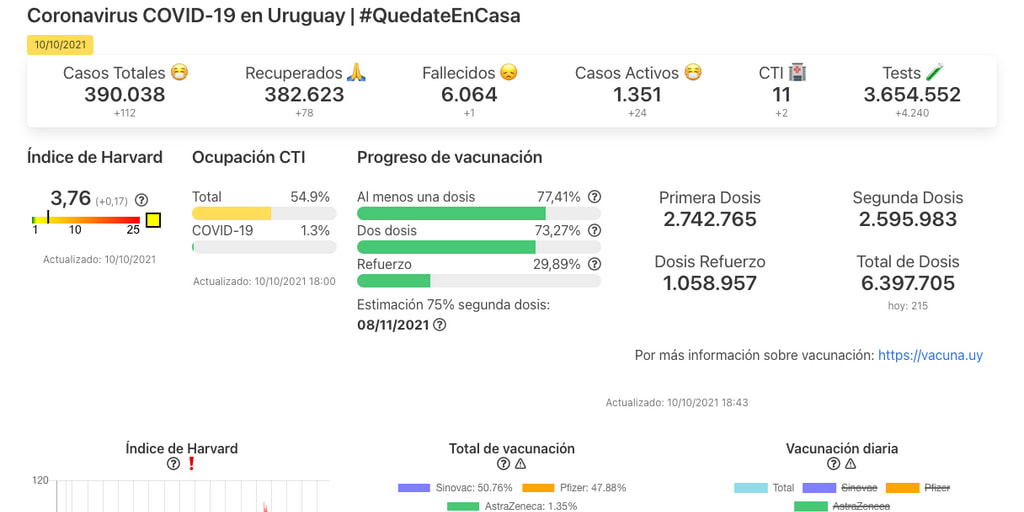 Coronavirus COVID-19 en Uruguay | #QuedateEnCasa
10/10/2021
Casos Totales 😷 Recuperados 🙏 Fallecidos 😞 Casos Activos 😷 CTI 🏥 Tests 🧪
390.038 382.623 6.064 1.351 11 3.654.552
+112 +78 +1 +24 +2 +4.240
Índice de Harvard
3,76 (+0,17)
1 10 25
Actualizado: 10/10/2021
Ocupación CTI
Total 54.9%
COVID-19 1.3%
Actualizado: 10/10/2021 18:00
Progreso de vacunación
Al menos una dosis 77,41%
Dos dosis 73,27%
Refuerzo 29,89%
Estimación 75% segunda dosis:
08/11/2021
Primera Dosis
2.742.765
Segunda Dosis
2.595.983
Dosis Refuerzo
1.058.957
Total de Dosis
6.397.705
hoy: 215
Por más información sobre vacunación: https://vacuna.uy
Actualizado: 10/10/2021 18:43
Índice de Harvard
120
Total de vacunación
Sinovac: 50.76% Pfizer: 47.88%
AstraZeneca: 1.35%
Vacunación diaria
Total Sinovac Pfizer
AstraZeneca